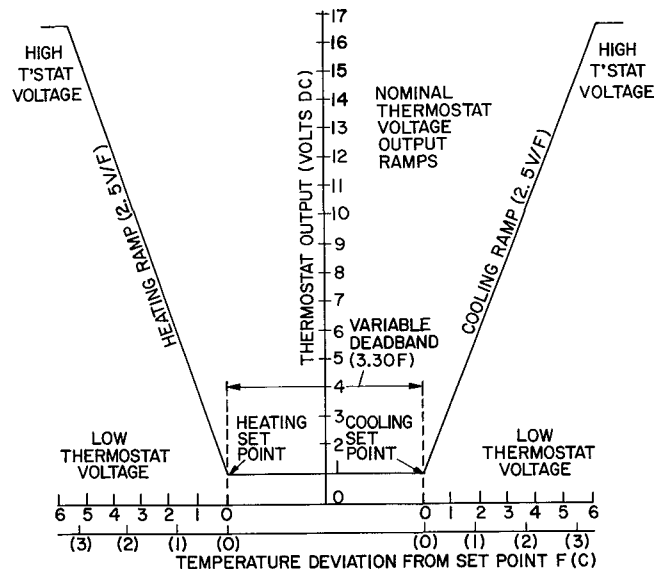 17
16
15
14
13
12
11
10
9
8
7
6
5
4
3
2
1
0
THERMOSTAT OUTPUT (VOLTS DC)
HIGH
T'STAT
VOLTAGE
NOMINAL
THERMOSTAT
VOLTAGE
OUTPUT
RAMPS
HIGH
T'STAT
VOLTAGE
HEATING RAMP (2.5V/F)
COOLING RAMP (2.5V/F)
VARIABLE
DEADBAND
(3.30F)
HEATING
SET
POINT
COOLING
SET
POINT
LOW
THERMOSTAT
VOLTAGE
LOW
THERMOSTAT
VOLTAGE
6 5 4 3 2 1 0 0 1 2 3 4 5 6
(3) (2) (1) (0) (0) (1) (2) (3)
TEMPERATURE DEVIATION FROM SET POINT F (C)